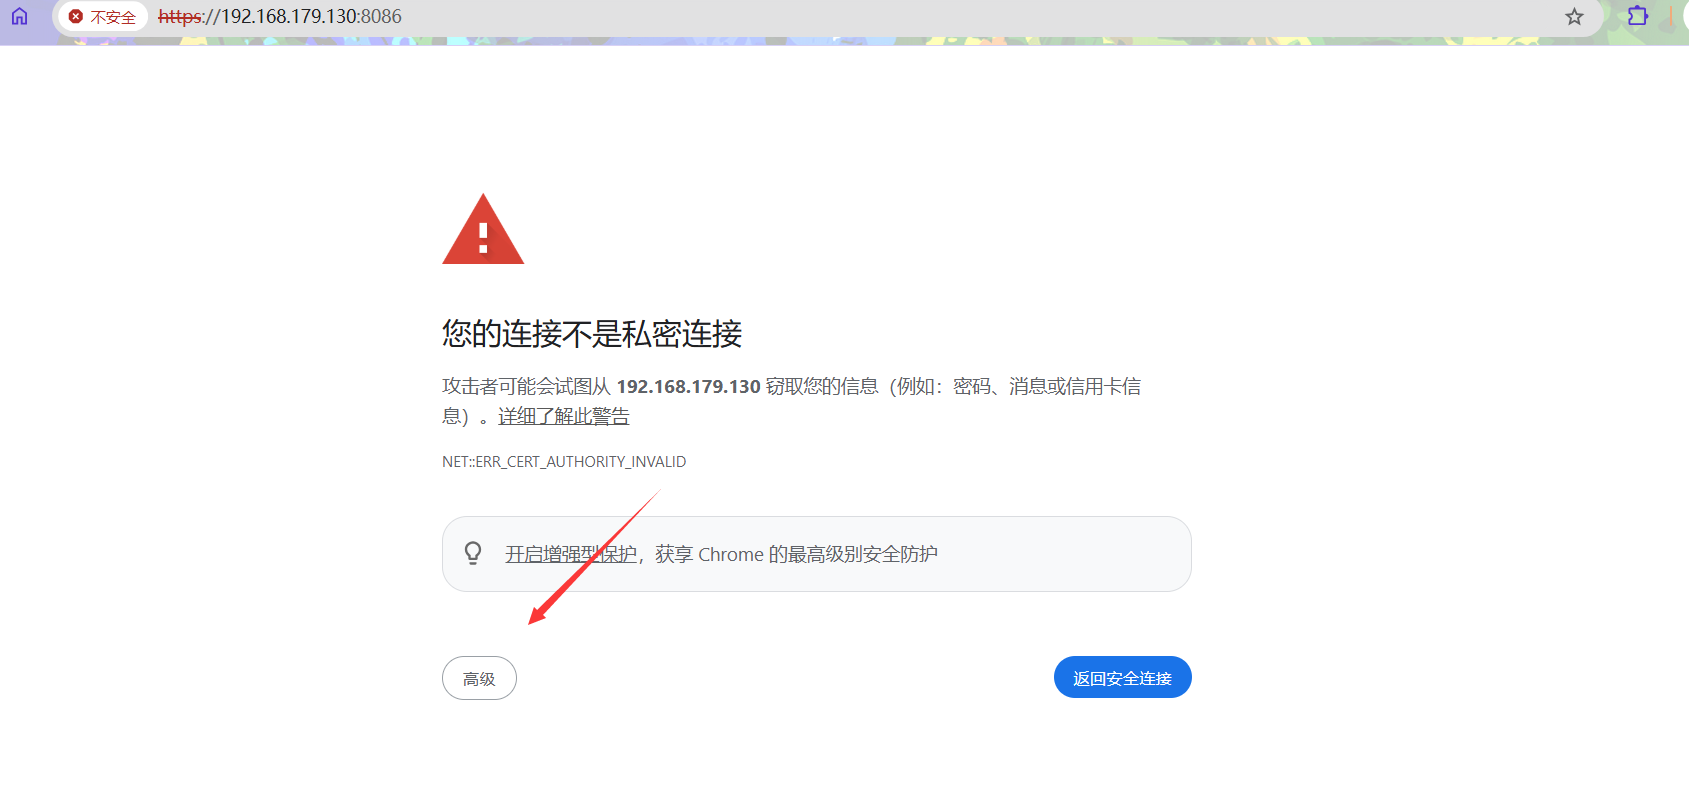 不安全 https://192.168.179.130:8086
您的连接不是私密连接
攻击者可能会试图从 192.168.179.130 窃取您的信息（例如：密码、消息或信用卡信
息）。详细了解此警告
NET::ERR_CERT_AUTHORITY_INVALID
开启增强型保护，获享 Chrome 的最高级别安全防护
高级
返回安全连接